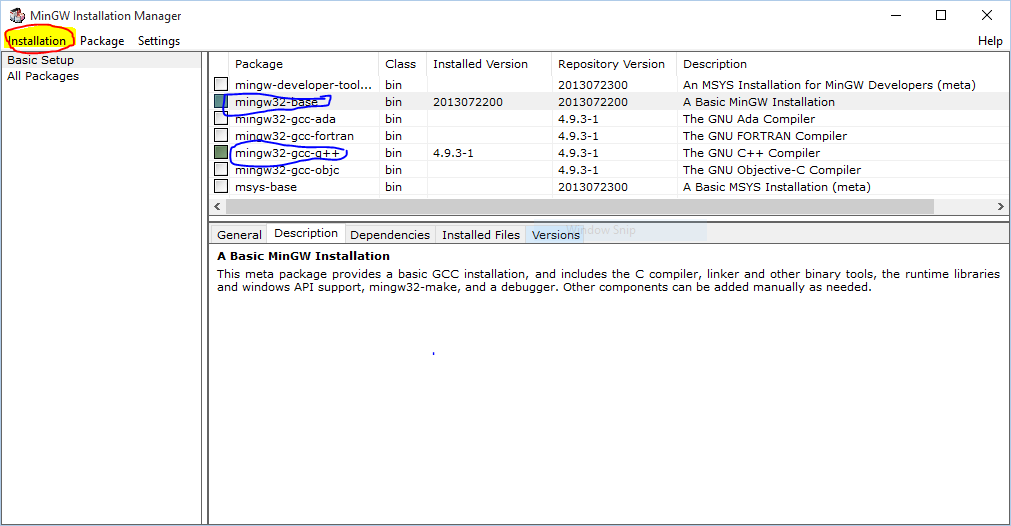 MinGW Installation Manager
Installation Package Settings Help
Basic Setup
All Packages
Package Class Installed Version Repository Version Description
mingw-developer-tool... bin 2013072300 An MSYS Installation for MinGW Developers (meta)
mingw32-base bin 2013072200 2013072200 A Basic MinGW Installation
mingw32-gcc-ada bin 4.9.3-1 The GNU Ada Compiler
mingw32-gcc-fortran bin 4.9.3-1 The GNU FORTRAN Compiler
mingw32-gcc-g++ bin 4.9.3-1 4.9.3-1 The GNU C++ Compiler
mingw32-gcc-objc bin 4.9.3-1 The GNU Objective-C Compiler
msys-base bin 2013072300 A Basic MSYS Installation (meta)
General Description Dependencies Installed Files Versions Window Snip
A Basic MinGW Installation
This meta package provides a basic GCC installation, and includes the C compiler, linker and other binary tools, the runtime libraries
and windows API support, mingw32-make, and a debugger. Other components can be added manually as needed.